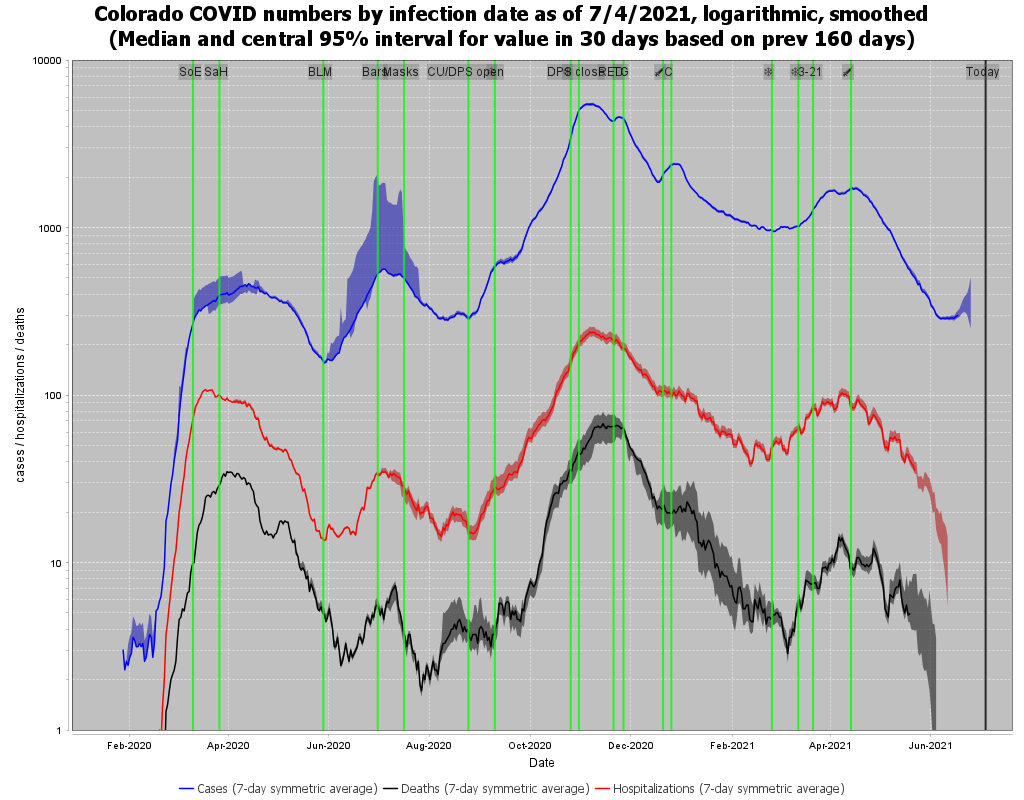 Colorado COVID numbers by infection date as of 7/4/2021, logarithmic, smoothed
(Median and central 95% interval for value in 30 days based on prev 160 days)
10000
1000
100
10
1
cases / hospitalizations / deaths
SoE SaH BLM Bars Masks CU/DPS open DPS close RED TG C 3-21 Today
Feb-2020 Apr-2020 Jun-2020 Aug-2020 Oct-2020 Dec-2020 Feb-2021 Apr-2021 Jun-2021
Date
Cases (7-day symmetric average) Deaths (7-day symmetric average) Hospitalizations (7-day symmetric average)